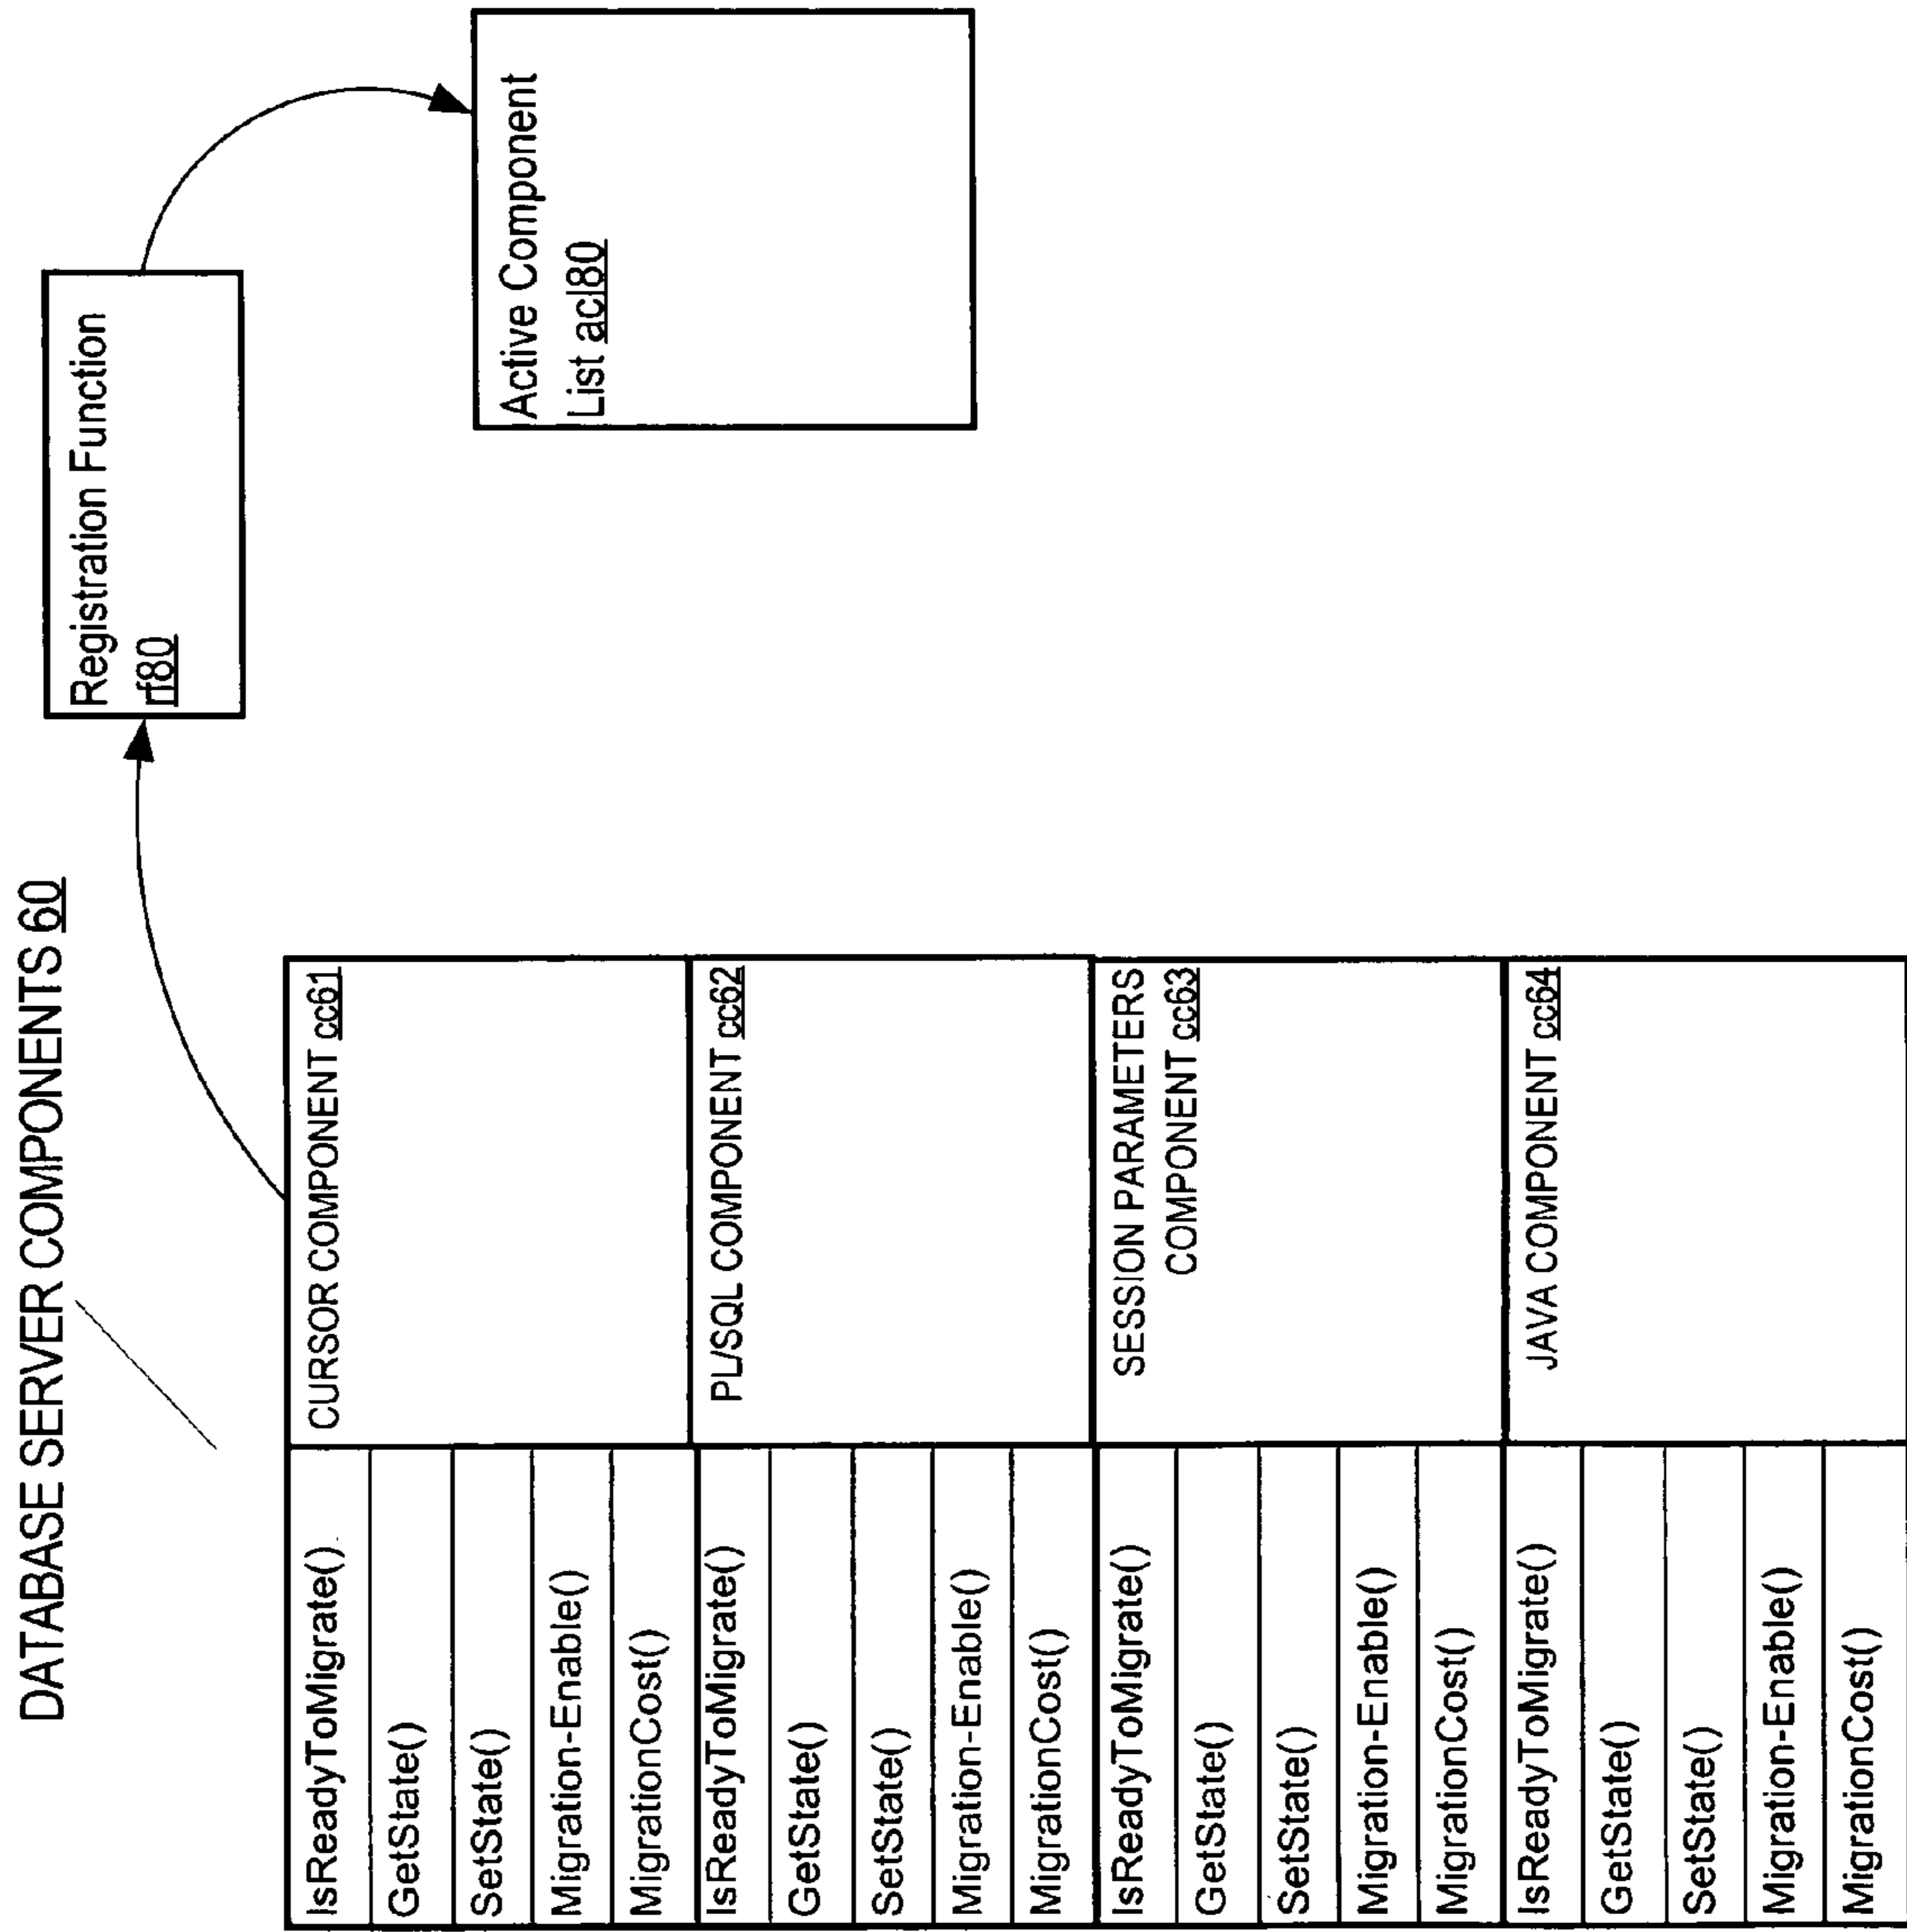 DATABASE SERVER COMPONENTS 60
IsReadyToMigrate()
GetState()
SetState()
Migration-Enable()
MigrationCost()
CURSOR COMPONENT cc61
IsReadyToMigrate()
GetState()
SetState()
Migration-Enable()
MigrationCost()
PL/SQL COMPONENT cc62
IsReadyToMigrate()
GetState()
SetState()
Migration-Enable()
MigrationCost()
SESSION PARAMETERS
COMPONENT cc63
IsReadyToMigrate()
GetState()
SetState()
Migration-Enable()
MigrationCost()
JAVA COMPONENT cc64
Registration Function
rf80
Active Component
List acl80